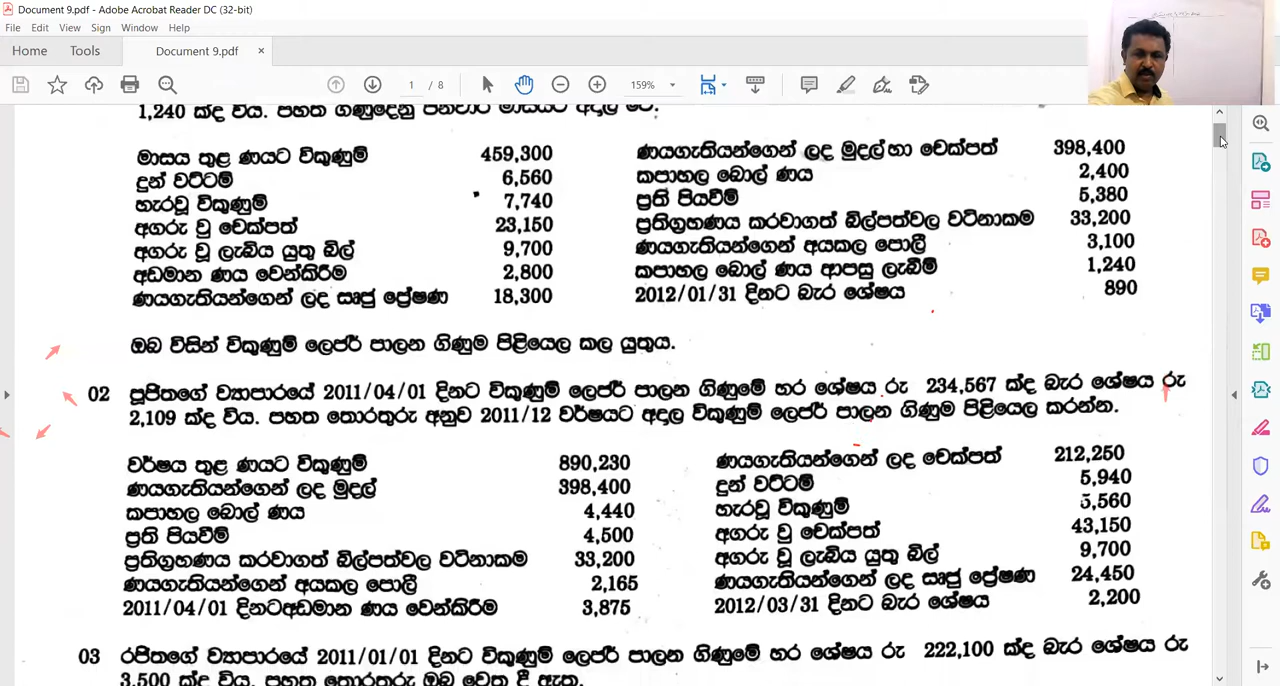 Document 9.pdf - Adobe Acrobat Reader DC (32-bit)
File Edit View Sign Window Help
Home Tools Document 9.pdf ×
1 / 8 159%
1,240 ක්ද විය. පහත ගණුදෙනු ජනවාරි මාසයට අදාල වේ.
මාසය තුළ ණයට විකුණුම් 459,300 ණයගැතියන්ගෙන් ලද මුදල් හා චෙක්පත් 398,400
දුන් වට්ටම් 6,560 කපාහල බොල් ණය 2,400
හැරවූ විකුණුම් 7,740 ප්‍රති පියවීම් 5,380
අගරු වු චෙක්පත් 23,150 ප්‍රතිග්‍රහණය කරවාගත් බිල්පත්වල වටිනාකම 33,200
අගරු වූ ලැබිය යුතු බිල් 9,700 ණයගැතියන්ගෙන් අයකල පොලී 3,100
අඩමාන ණය වෙන්කිරීම 2,800 කපාහල බොල් ණය ආපසු ලැබීම් 1,240
ණයගැතියන්ගෙන් ලද ඍජු ප්‍රේෂණ 18,300 2012/01/31 දිනට බැර ශේෂය 890
ඔබ විසින් විකුණුම් ලෙජර් පාලන ගිණුම පිළියෙල කල යුතුය.
02 පූජිතගේ ව්‍යාපාරයේ 2011/04/01 දිනට විකුණුම් ලෙජර් පාලන ගිණුමේ හර ශේෂය රු 234,567 ක්ද බැර ශේෂය රු
2,109 ක්ද විය. පහත තොරතුරු අනුව 2011/12 වර්ෂයට අදාල විකුණුම් ලෙජර් පාලන ගිණුම පිළියෙල කරන්න.
වර්ෂය තුළ ණයට විකුණුම් 890,230 ණයගැතියන්ගෙන් ලද චෙක්පත් 212,250
ණයගැතියන්ගෙන් ලද මුදල් 398,400 දුන් වට්ටම් 5,940
කපාහල බොල් ණය 4,440 හැරවූ විකුණුම් 5,560
ප්‍රති පියවීම් 4,500 අගරු වු චෙක්පත් 43,150
ප්‍රතිග්‍රහණය කරවාගත් බිල්පත්වල වටිනාකම 33,200 අගරු වූ ලැබිය යුතු බිල් 9,700
ණයගැතියන්ගෙන් අයකල පොලී 2,165 ණයගැතියන්ගෙන් ලද ඍජු ප්‍රේෂණ 24,450
2011/04/01 දිනටඅඩමාන ණය වෙන්කිරීම 3,875 2012/03/31 දිනට බැර ශේෂය 2,200
03 රජිතගේ ව්‍යාපාරයේ 2011/01/01 දිනට විකුණුම් ලෙජර් පාලන ගිණුමේ හර ශේෂය රු 222,100 ක්ද බැර ශේෂය රු
3,500 ක්ද විය. පහත තොරතුරු ඔබ වෙත දී ඇත.